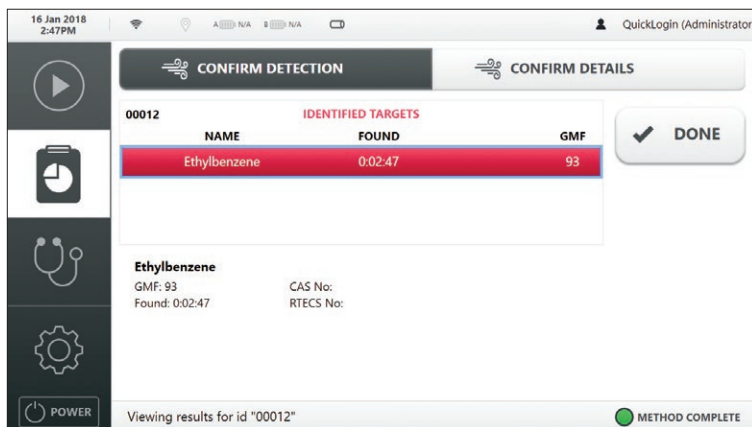 16 Jan 2018
2:47PM
A N/A B N/A
QuickLogin (Administrator
CONFIRM DETECTION
CONFIRM DETAILS
00012 IDENTIFIED TARGETS
NAME FOUND GMF
Ethylbenzene 0:02:47 93
DONE
Ethylbenzene
GMF: 93 CAS No:
Found: 0:02:47 RTECS No:
POWER
Viewing results for id "00012"
METHOD COMPLETE